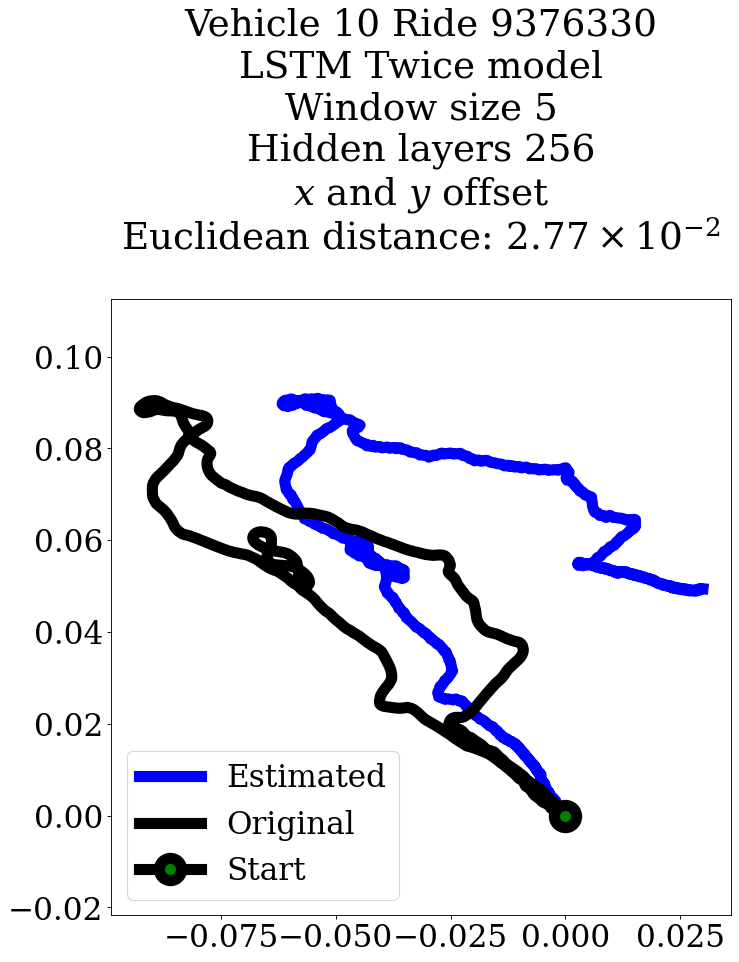 Vehicle 10 Ride 9376330
LSTM Twice model
Window size 5
Hidden layers 256
x and y offset
Euclidean distance: 2.77 × 10⁻²
0.10
0.08
0.06
0.04
0.02
0.00
−0.02
Estimated
Original
Start
−0.075 −0.050 −0.025 0.000 0.025